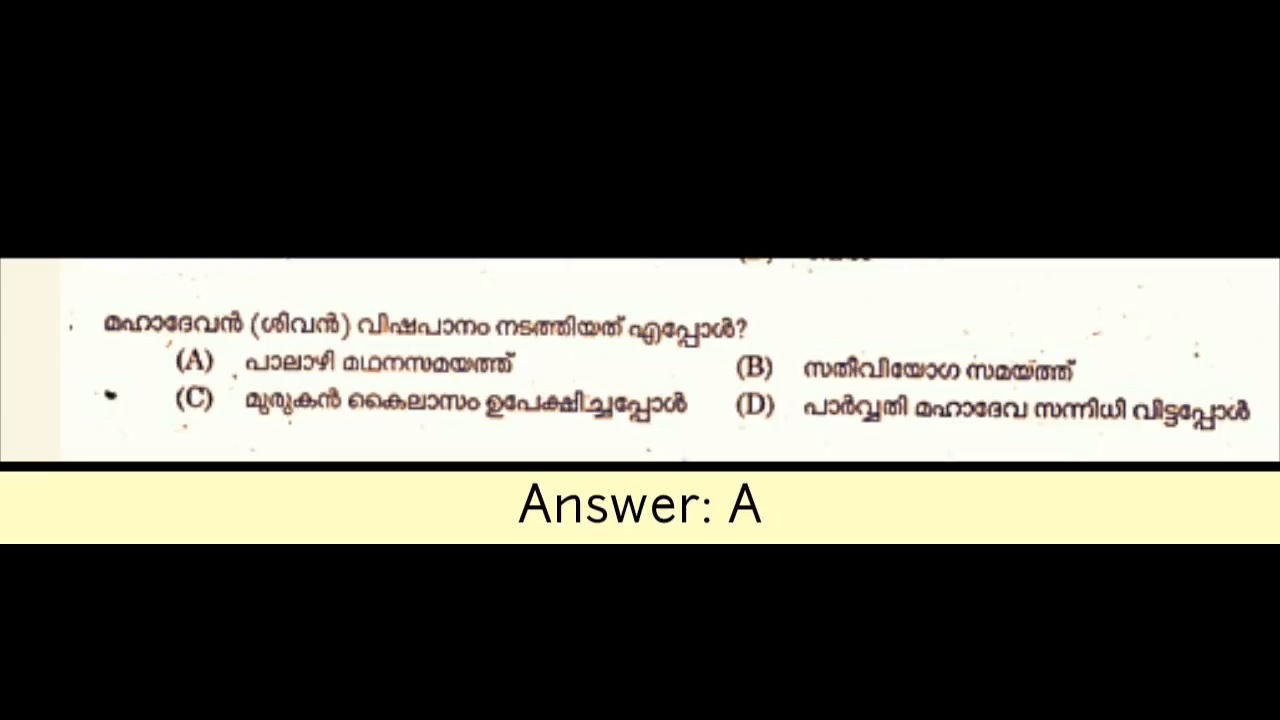 മഹാദേവൻ (ശിവൻ) വിഷപാനം നടത്തിയത് എപ്പോൾ?
(A) പാലാഴി മഥനസമയത്ത് (B) സതീവിയോഗ സമയത്ത്
(C) മുരുകൻ കൈലാസം ഉപേക്ഷിച്ചപ്പോൾ (D) പാർവ്വതി മഹാദേവ സന്നിധി വിട്ടപ്പോൾ
Answer: A